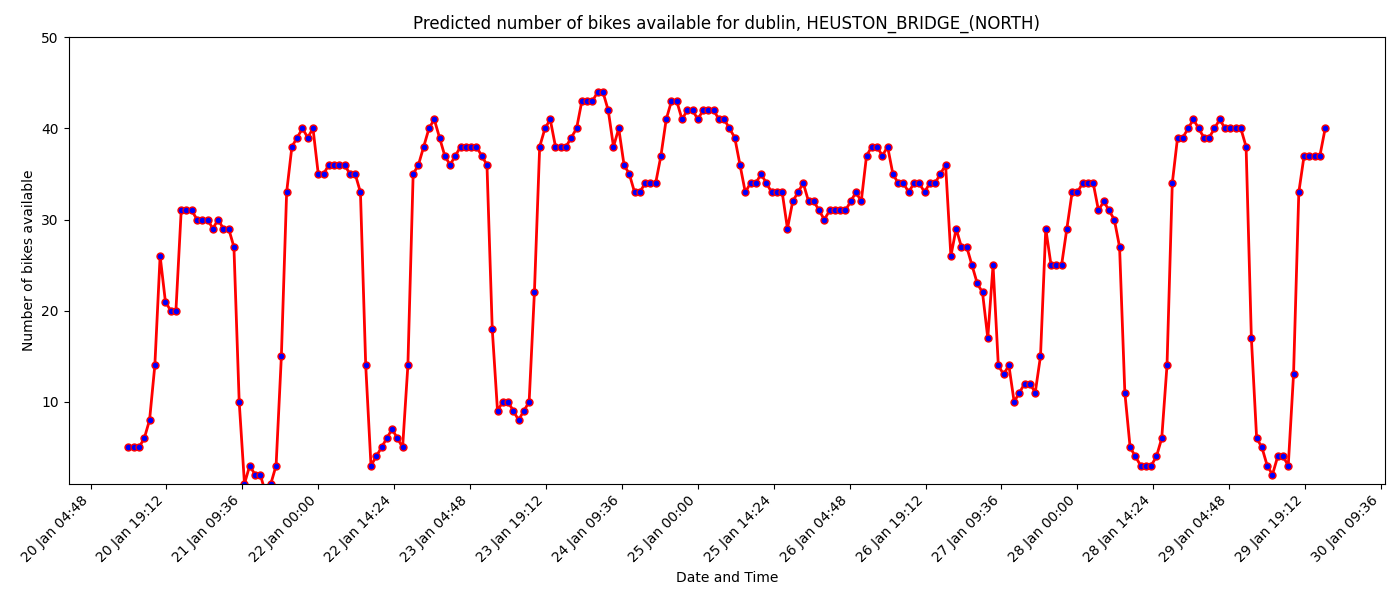 Predicted number of bikes available for dublin, HEUSTON_BRIDGE_(NORTH)
50
40
30
20
10
Number of bikes available
20 Jan 04:48
20 Jan 19:12
21 Jan 09:36
22 Jan 00:00
22 Jan 14:24
23 Jan 04:48
23 Jan 19:12
24 Jan 09:36
25 Jan 00:00
25 Jan 14:24
26 Jan 04:48
26 Jan 19:12
27 Jan 09:36
28 Jan 00:00
28 Jan 14:24
29 Jan 04:48
29 Jan 19:12
30 Jan 09:36
Date and Time